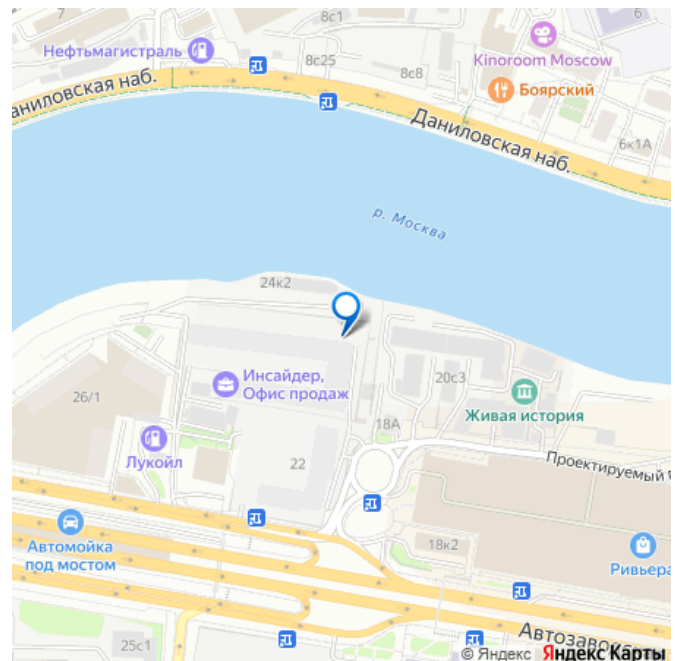 7
8с1
6
Нефтьмагистраль
8с25
8с8
Kinoroom Moscow
Боярский
аниловская наб.
Даниловская наб.
6к1А
р. Москва
24к2
Инсайдер,
Офис продаж
20с3
26/1
Живая история
18А
Лукойл
22
Проектируемый
18к2
Автомойка
под мостом
Ривьера
25с1
Автозаво
© Яндекс Яндекс Карты